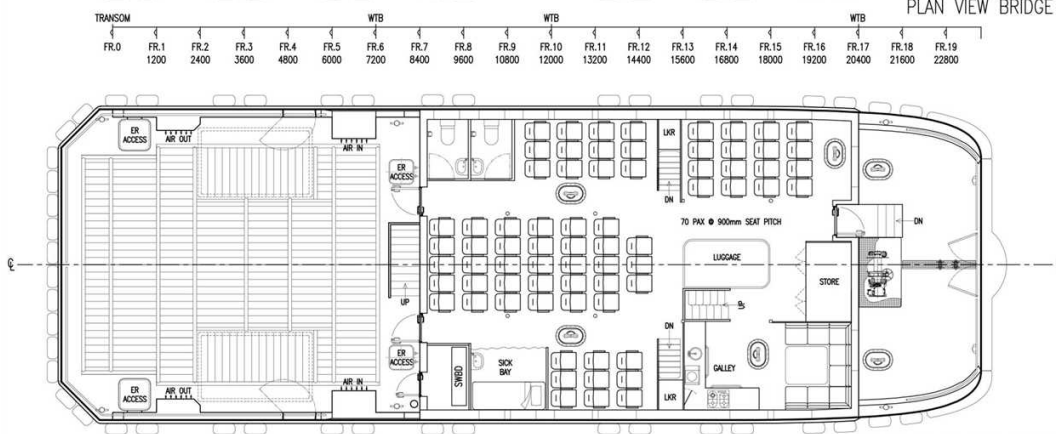 PLAN VIEW BRIDGE
TRANSOM WTB WTB WTB
FR.0 FR.1 FR.2 FR.3 FR.4 FR.5 FR.6 FR.7 FR.8 FR.9 FR.10 FR.11 FR.12 FR.13 FR.14 FR.15 FR.16 FR.17 FR.18 FR.19
1200 2400 3600 4800 6000 7200 8400 9600 10800 12000 13200 14400 15600 16800 18000 19200 20400 21600 22800
ER ACCESS
AIR OUT
AIR IN
ER ACCESS
LKR
DN
70 PAX @ 900mm SEAT PITCH
DN
LUGGAGE
STORE
UP
UP
DN
ER ACCESS
SICK BAY
GALLEY
OBWO
AIR IN
ER ACCESS
AIR OUT
LKR